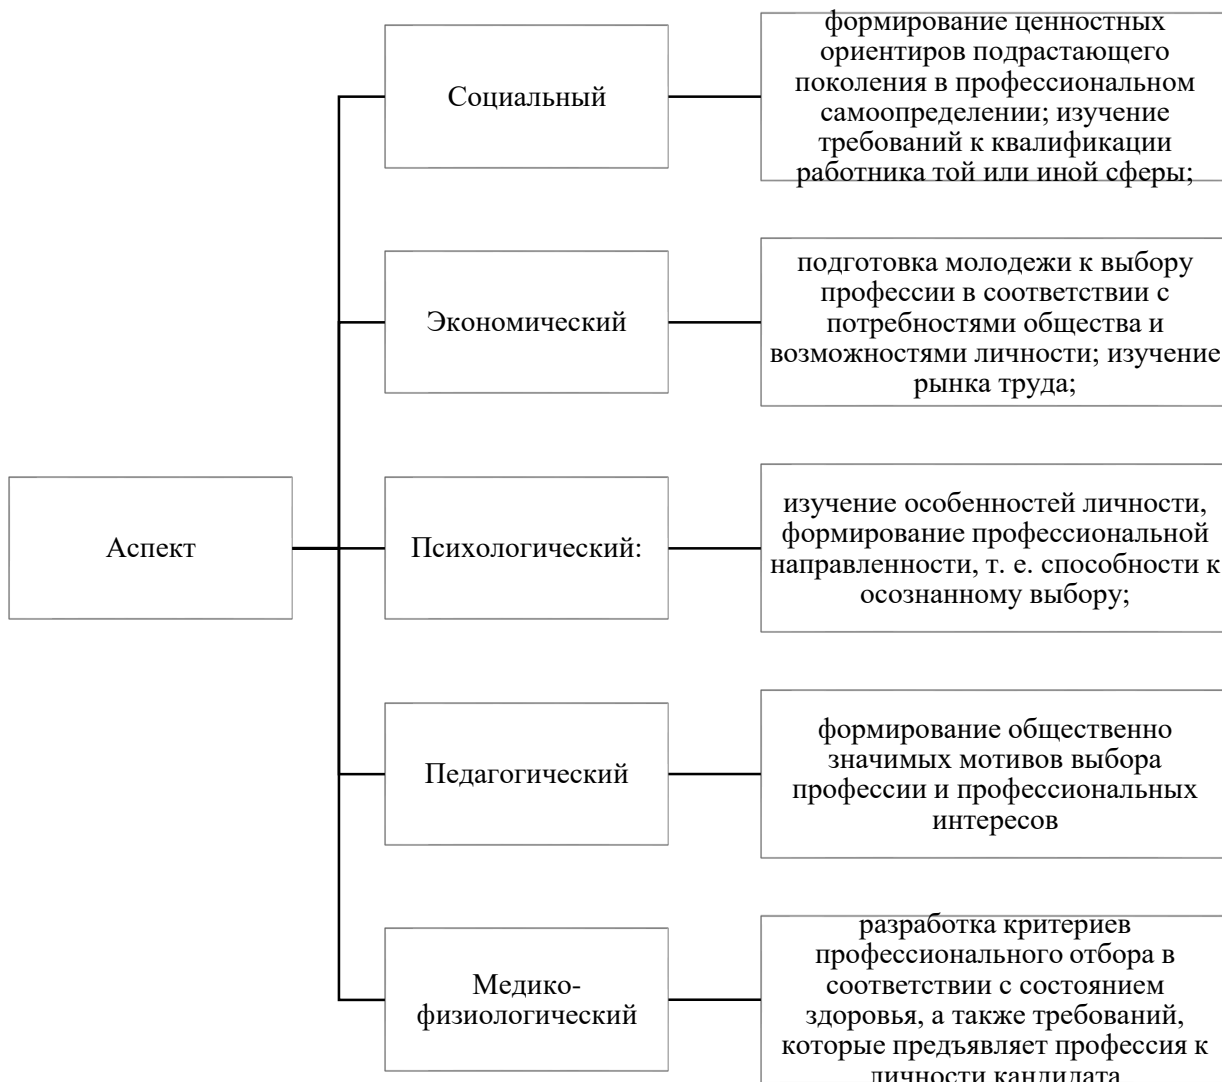 Аспект
Социальный
формирование ценностных
ориентиров подрастающего
поколения в профессиональном
самоопределении; изучение
требований к квалификации
работника той или иной сферы;
Экономический
подготовка молодежи к выбору
профессии в соответствии с
потребностями общества и
возможностями личности; изучение
рынка труда;
Психологический:
изучение особенностей личности,
формирование профессиональной
направленности, т. е. способности к
осознанному выбору;
Педагогический
формирование общественно
значимых мотивов выбора
профессии и профессиональных
интересов
Медико-
физиологический
разработка критериев
профессионального отбора в
соответствии с состоянием
здоровья, а также требований,
которые предъявляет профессия к
личности кандидата